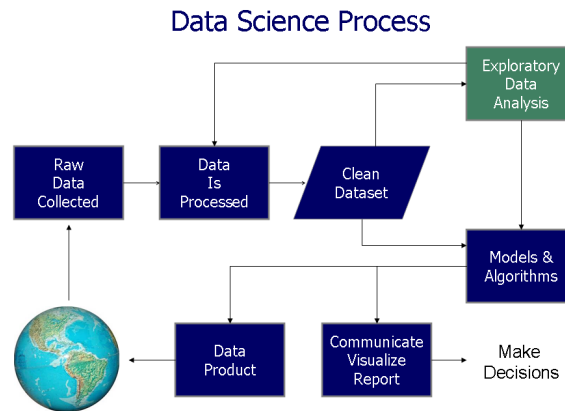 Data Science Process
Exploratory
Data
Analysis
Raw
Data
Collected
Data
Is
Processed
Clean
Dataset
Models &
Algorithms
Data
Product
Communicate
Visualize
Report
Make
Decisions